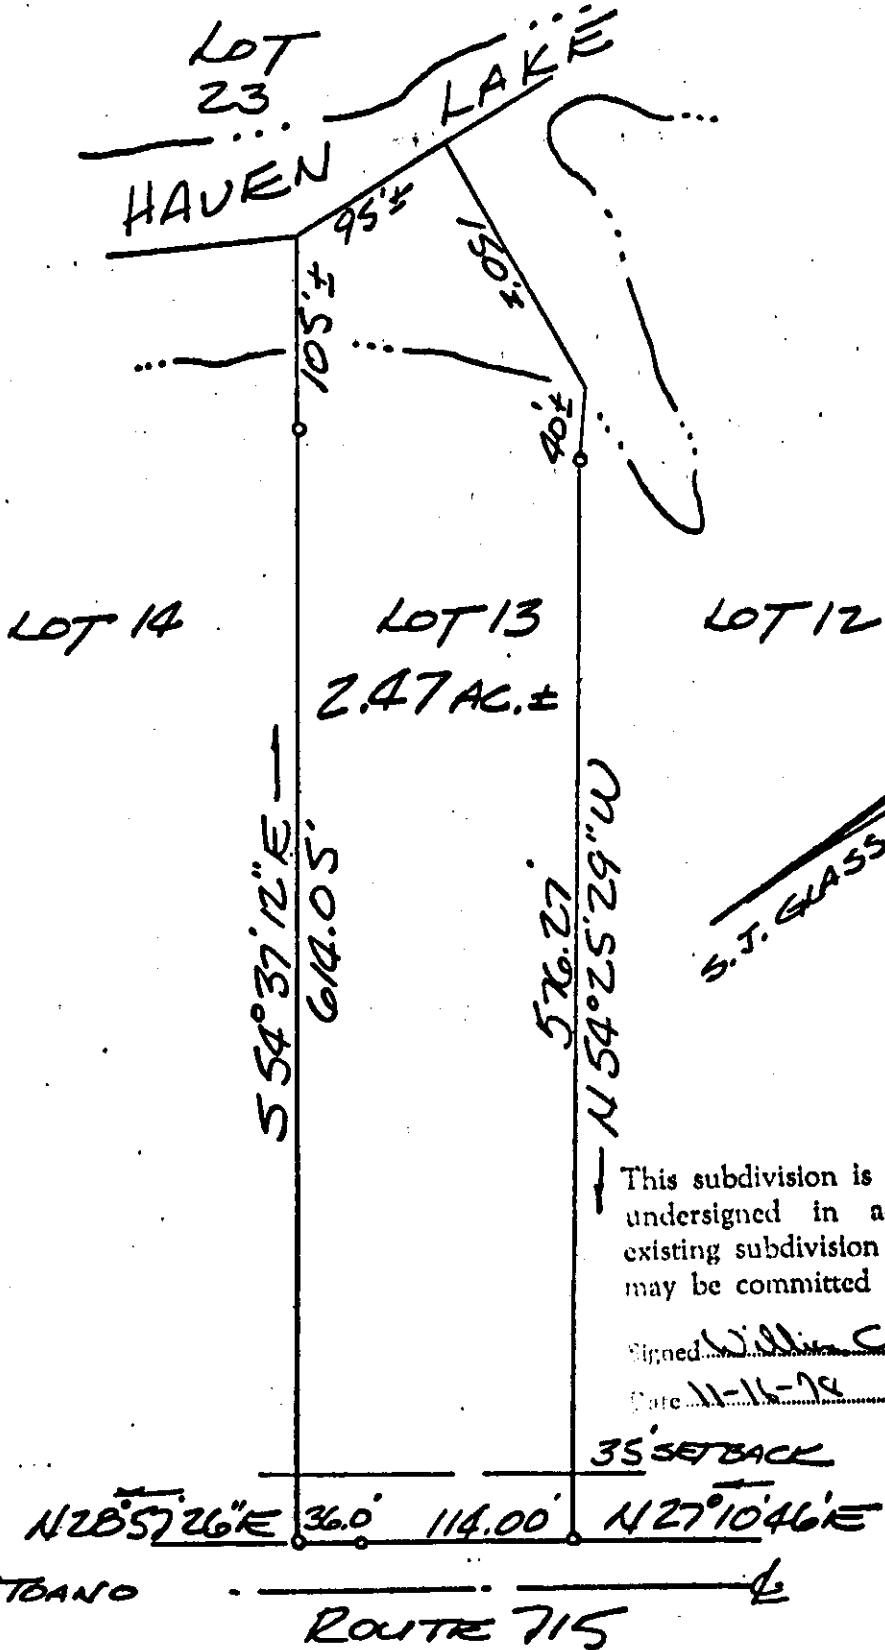 LOT
23
HAVEN LAKE
95'±
150'±
105'±
40'±
LOT 14
LOT 13
LOT 12
2.47 AC.±
S 54°37'12"E
614.05'
576.27'
N 54°25'29"W
S.J. GLASS
This subdivision is
undersigned in a
existing subdivision
may be committed
Signed
Date 11-16-78
35' SETBACK
N28°57'26"E 36.0' 114.00' N27°10'46"E
TOANO
ROUTE 715